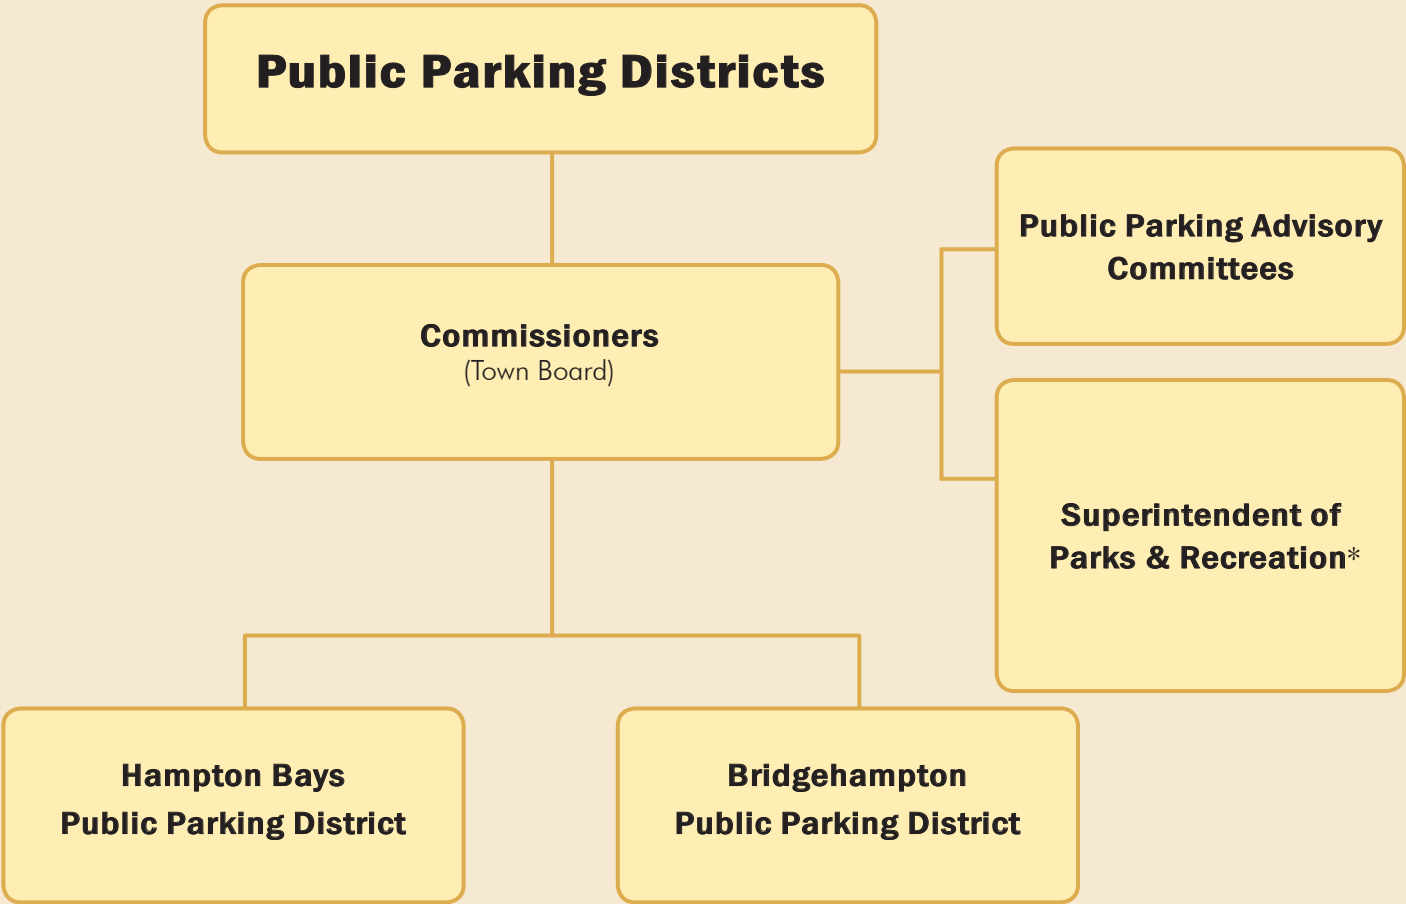 Public Parking Districts
Public Parking Advisory
Committees
Commissioners
(Town Board)
Superintendent of
Parks & Recreation*
Hampton Bays
Public Parking District
Bridgehampton
Public Parking District